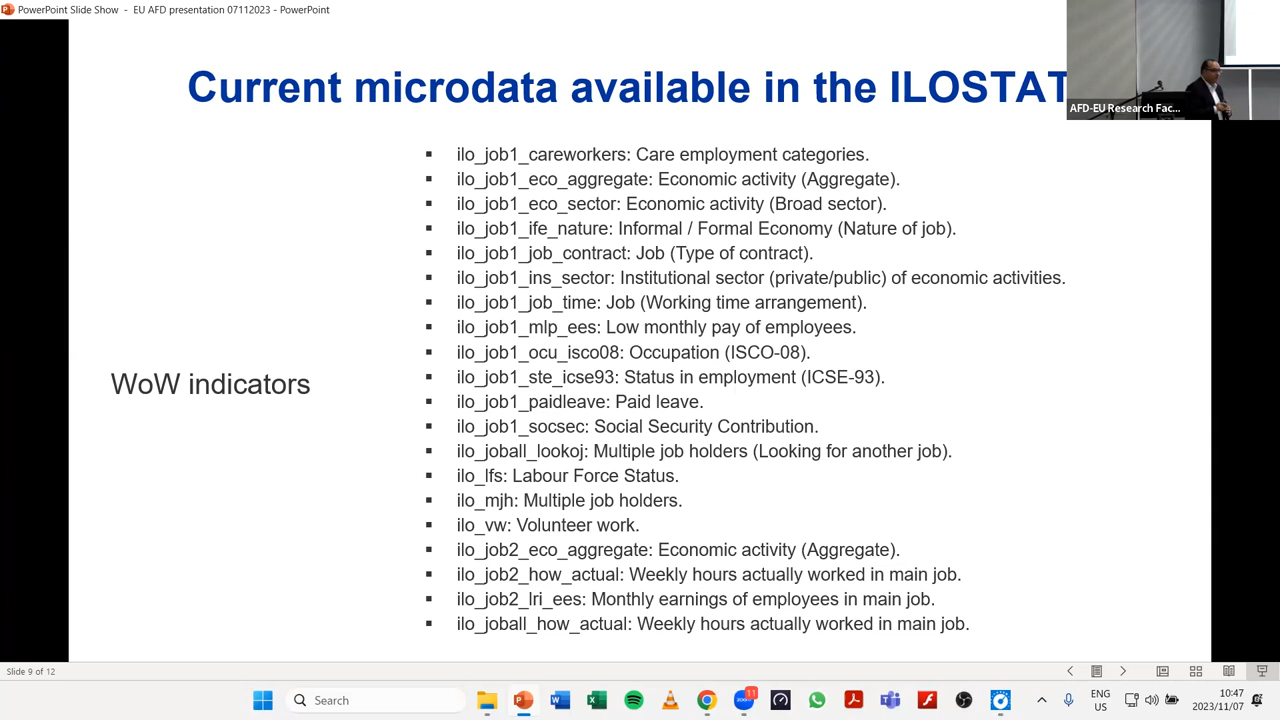 PowerPoint Slide Show - EU AFD presentation 07112023 - PowerPoint
Current microdata available in the ILOSTAT
AFD-EU Research Fac...
WoW indicators
▪ ilo_job1_careworkers: Care employment categories.
▪ ilo_job1_eco_aggregate: Economic activity (Aggregate).
▪ ilo_job1_eco_sector: Economic activity (Broad sector).
▪ ilo_job1_ife_nature: Informal / Formal Economy (Nature of job).
▪ ilo_job1_job_contract: Job (Type of contract).
▪ ilo_job1_ins_sector: Institutional sector (private/public) of economic activities.
▪ ilo_job1_job_time: Job (Working time arrangement).
▪ ilo_job1_mlp_ees: Low monthly pay of employees.
▪ ilo_job1_ocu_isco08: Occupation (ISCO-08).
▪ ilo_job1_ste_icse93: Status in employment (ICSE-93).
▪ ilo_job1_paidleave: Paid leave.
▪ ilo_job1_socsec: Social Security Contribution.
▪ ilo_joball_lookoj: Multiple job holders (Looking for another job).
▪ ilo_lfs: Labour Force Status.
▪ ilo_mjh: Multiple job holders.
▪ ilo_vw: Volunteer work.
▪ ilo_job2_eco_aggregate: Economic activity (Aggregate).
▪ ilo_job2_how_actual: Weekly hours actually worked in main job.
▪ ilo_job2_lri_ees: Monthly earnings of employees in main job.
▪ ilo_joball_how_actual: Weekly hours actually worked in main job.
Slide 9 of 12
Search
11
ENG
US
10:47
2023/11/07